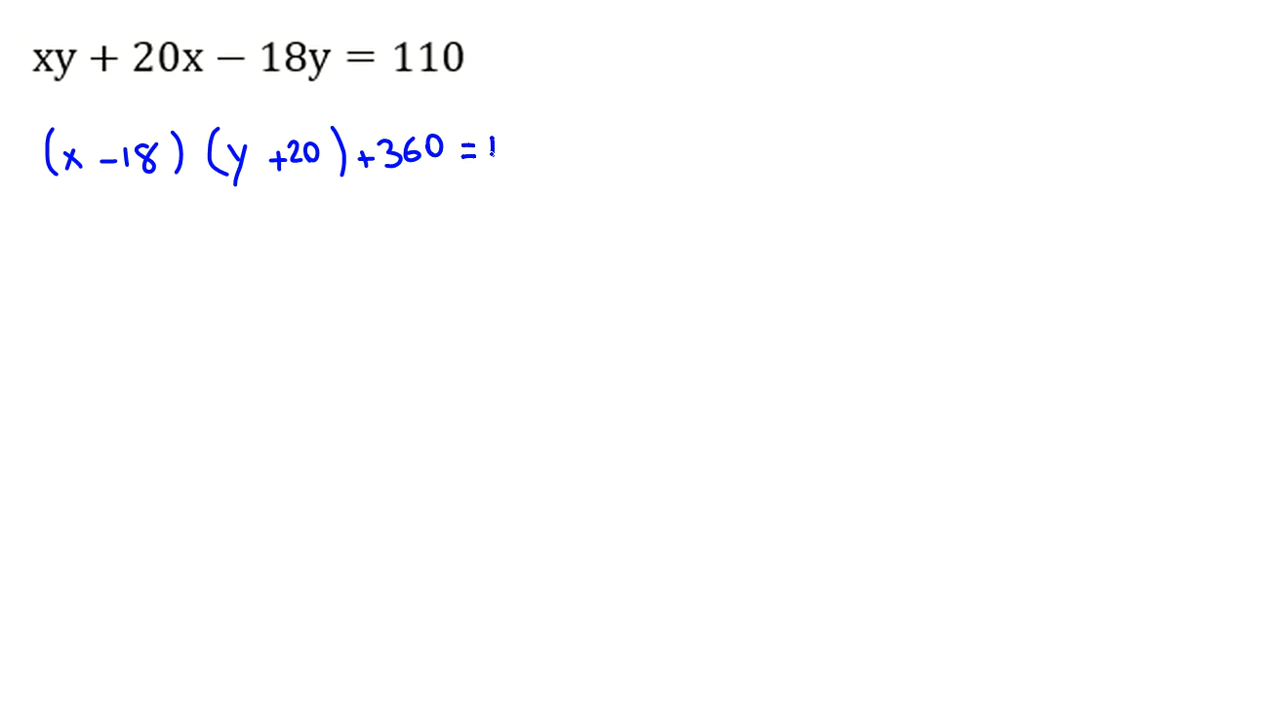 xy + 20x − 18y = 110
(x -18) (y +20) +360 = 1